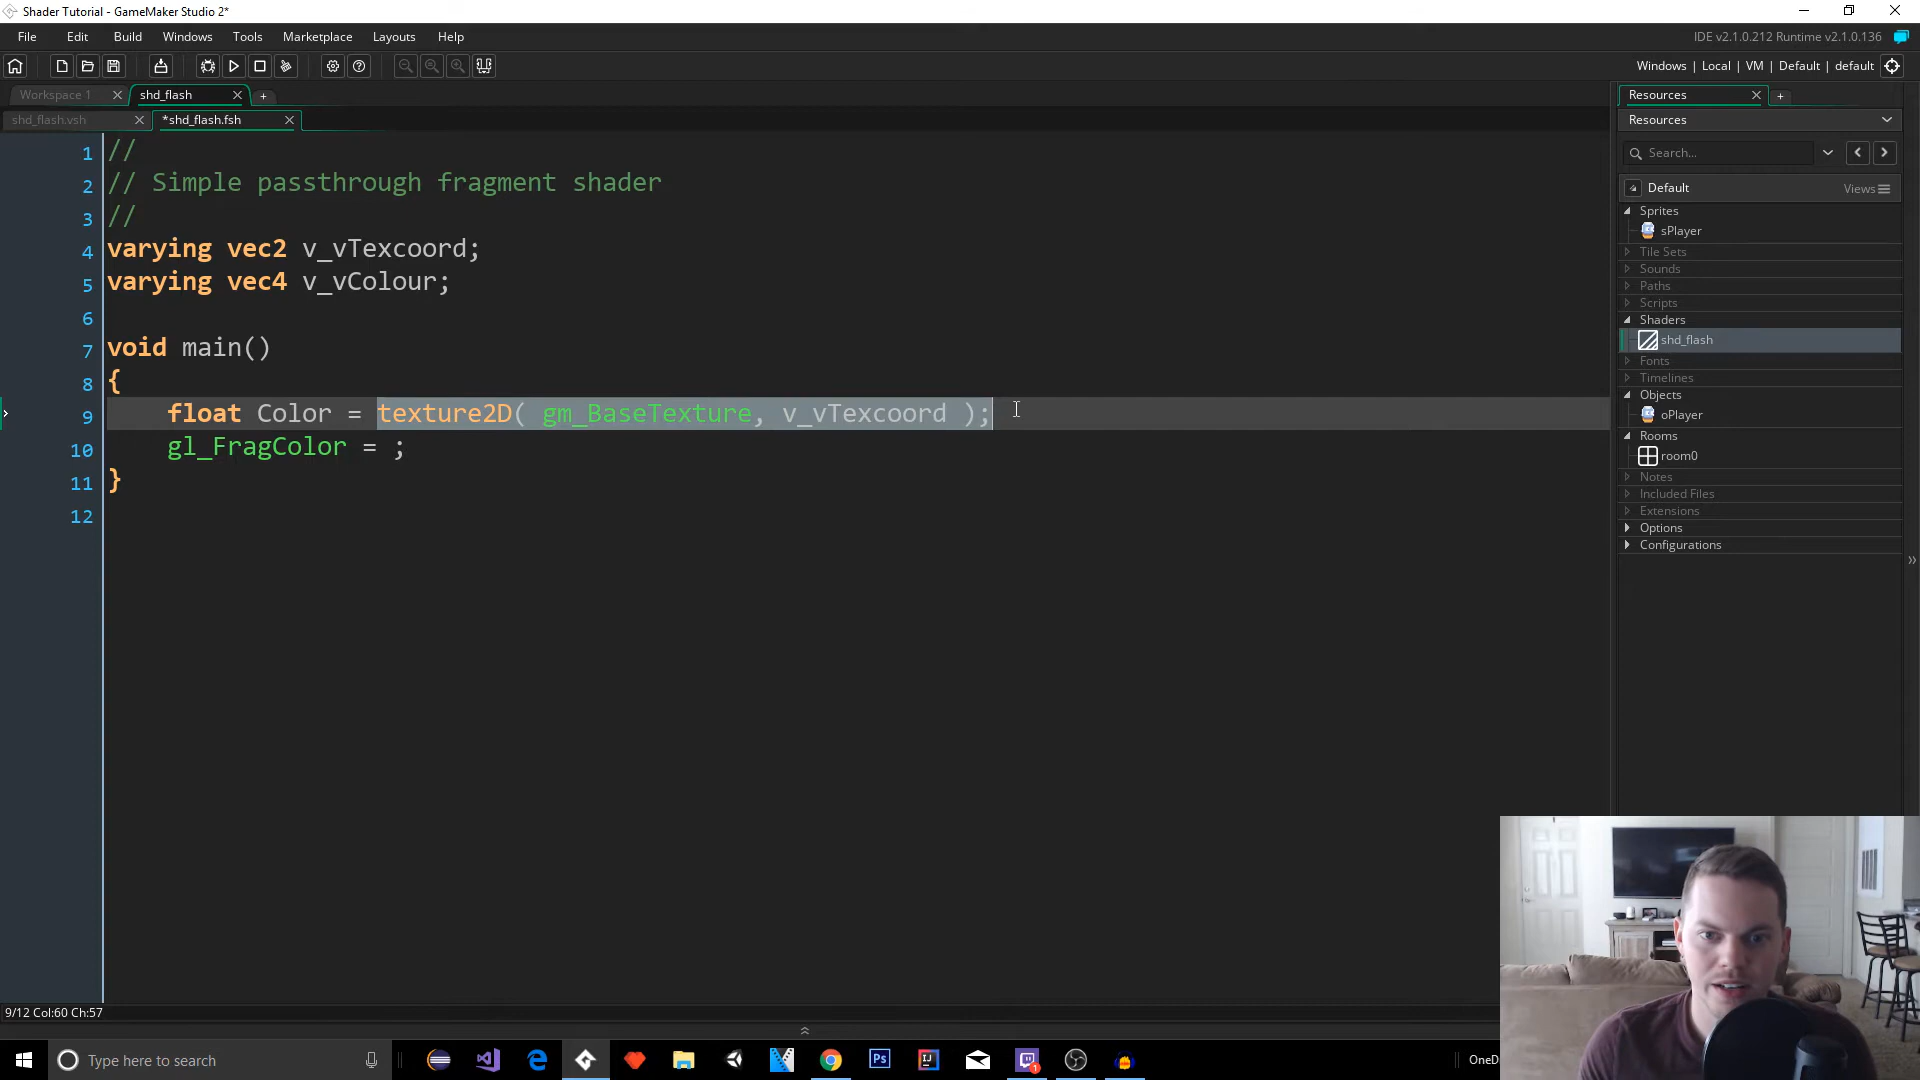 Shader Tutorial - GameMaker Studio 2*
File Edit Build Windows Tools Marketplace Layouts Help
IDE v2.1.0.212 Runtime v2.1.0.136
Windows | Local | VM | Default | default
Workspace 1
shd_flash
shd_flash.vsh
*shd_flash.fsh
1 //
2 // Simple passthrough fragment shader
3 //
4 varying vec2 v_vTexcoord;
5 varying vec4 v_vColour;
6
7 void main()
8 {
9 float Color = texture2D( gm_BaseTexture, v_vTexcoord );
10 gl_FragColor = ;
11 }
12
Resources
Resources
Search...
Default Views
Sprites
sPlayer
Tile Sets
Sounds
Paths
Scripts
Shaders
shd_flash
Fonts
Timelines
Objects
oPlayer
Rooms
room0
Notes
Included Files
Extensions
Options
Configurations
9/12 Col:60 Ch:57
Type here to search
Ps
IJ
1
OneD